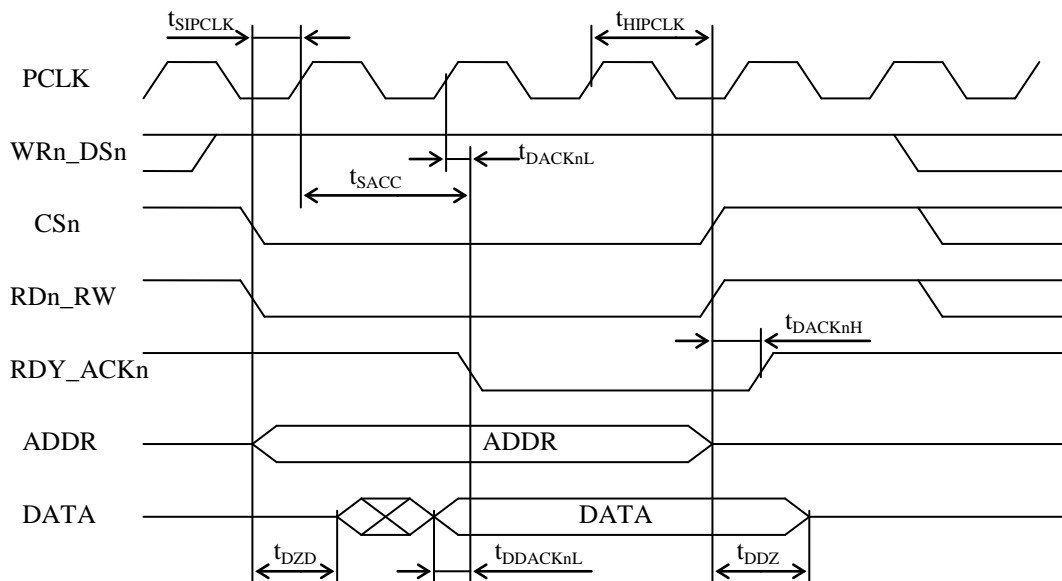 tSIPCLK
tHIPCLK
PCLK
WRn_DSn
tDACKnL
tSACC
CSn
RDn_RW
tDACKnH
RDY_ACKn
ADDR
ADDR
DATA
DATA
tDZD
tDDACKnL
tDDZ